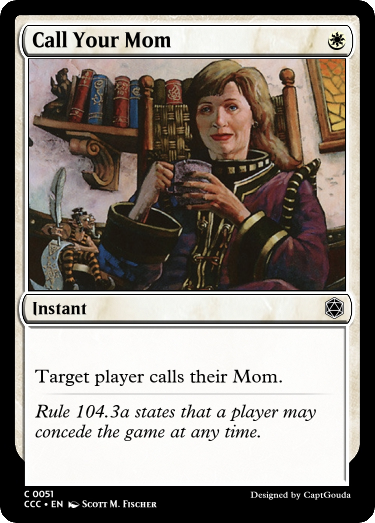 Call Your Mom
Instant
Target player calls their Mom.
Rule 104.3a states that a player may
concede the game at any time.
C 0051
CCC • EN Scott M. Fischer
Designed by CaptGouda